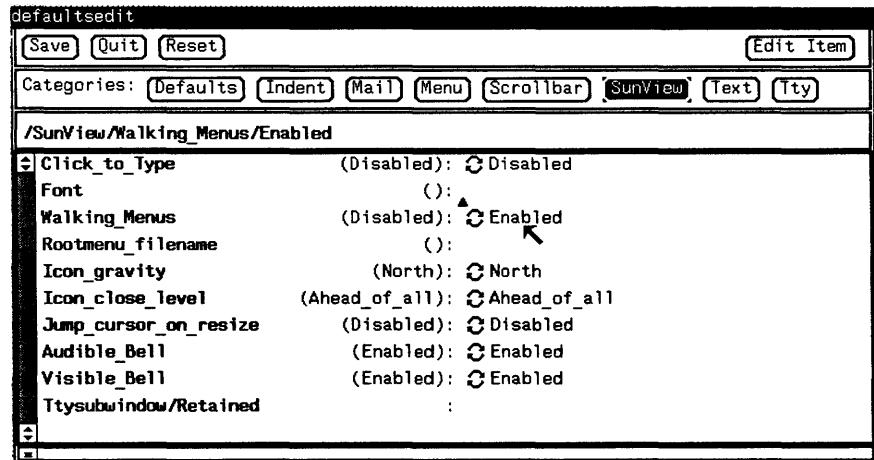 defaultsedit
Save Quit Reset Edit Item
Categories: Defaults Indent Mail Menu Scrollbar SunView Text Tty
/SunView/Walking_Menus/Enabled
Click_to_Type (Disabled): Disabled
Font ():
Walking_Menus (Disabled): Enabled
Rootmenu_filename ():
Icon_gravity (North): North
Icon_close_level (Ahead_of_all): Ahead_of_all
Jump_cursor_on_resize (Disabled): Disabled
Audible_Bell (Enabled): Enabled
Visible_Bell (Enabled): Enabled
Ttysubwindow/Retained :